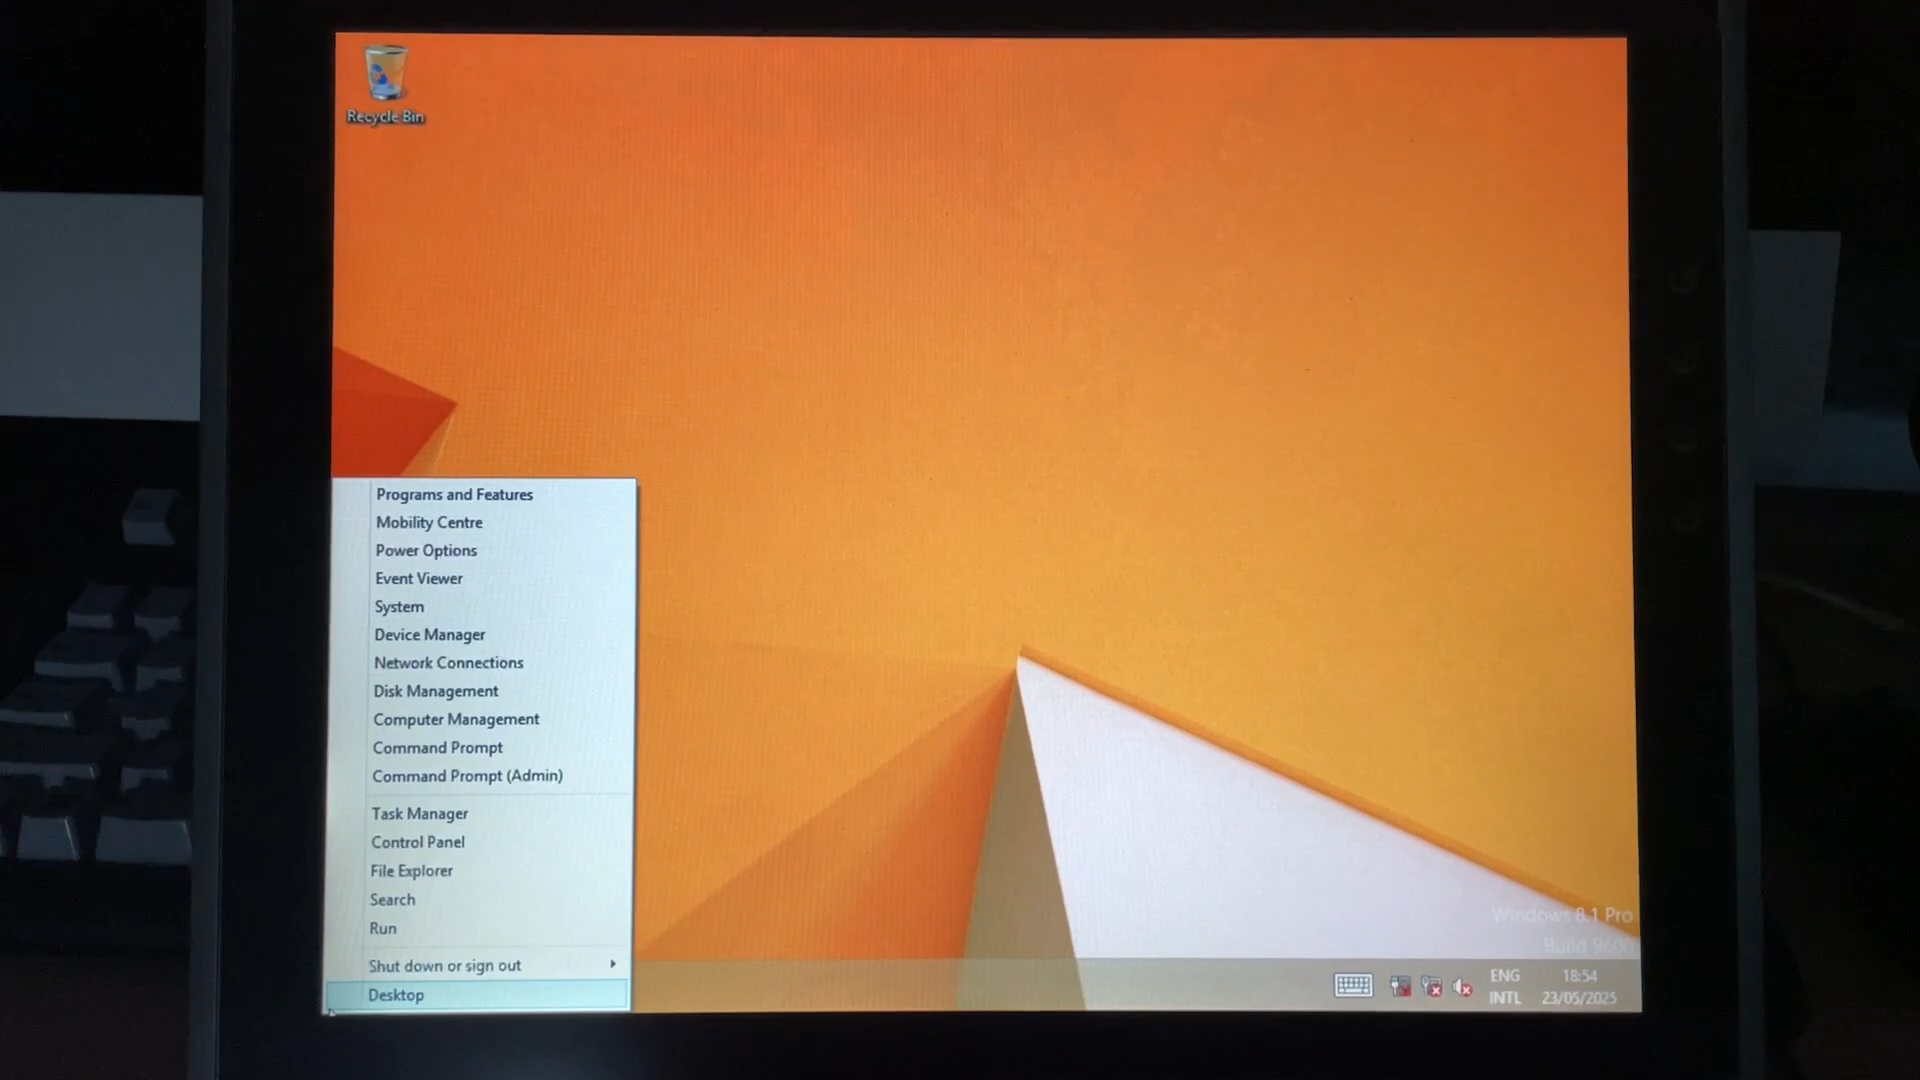 Recycle Bin
Programs and Features
Mobility Centre
Power Options
Event Viewer
System
Device Manager
Network Connections
Disk Management
Computer Management
Command Prompt
Command Prompt (Admin)
Task Manager
Control Panel
File Explorer
Search
Run
Shut down or sign out
Desktop
Windows 8.1 Pro
Build 9600
ENG 18:54
INTL 23/05/2025